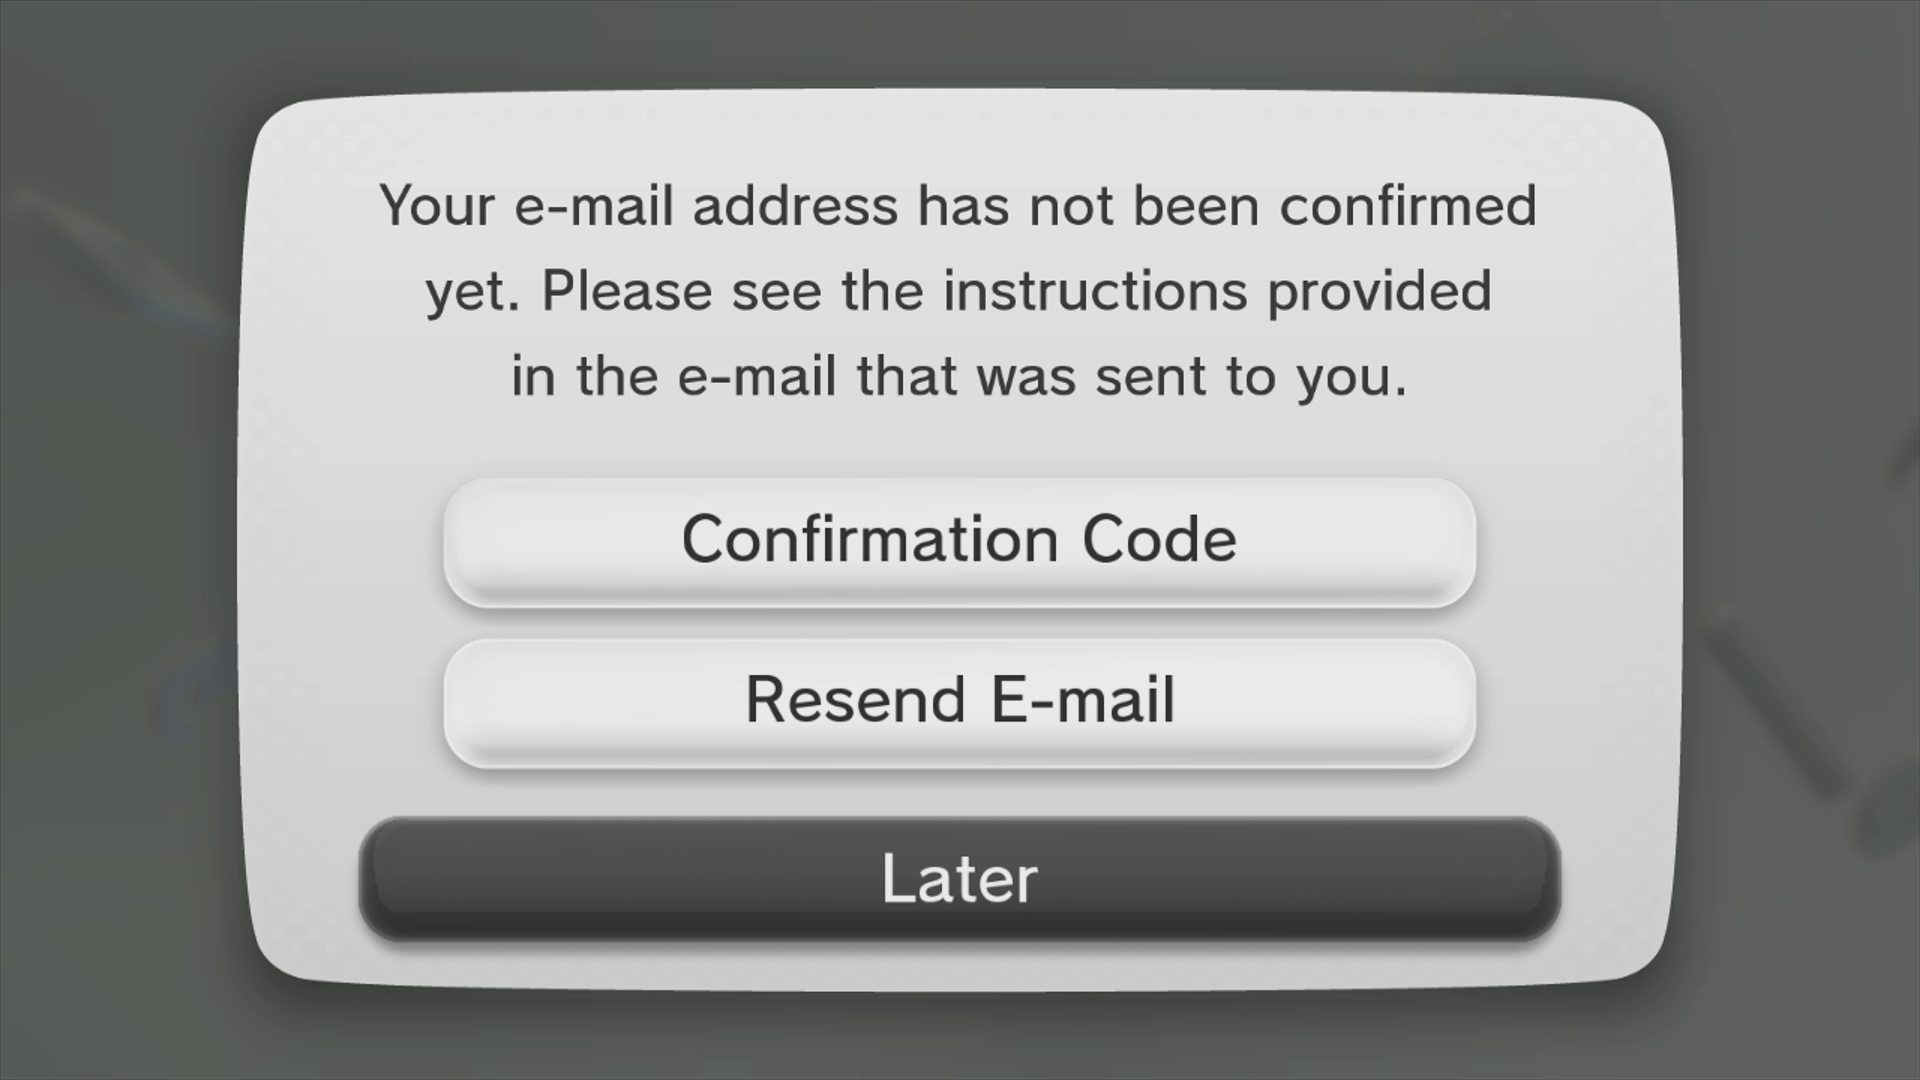 Your e-mail address has not been confirmed
yet. Please see the instructions provided
in the e-mail that was sent to you.
Confirmation Code
Resend E-mail
Later